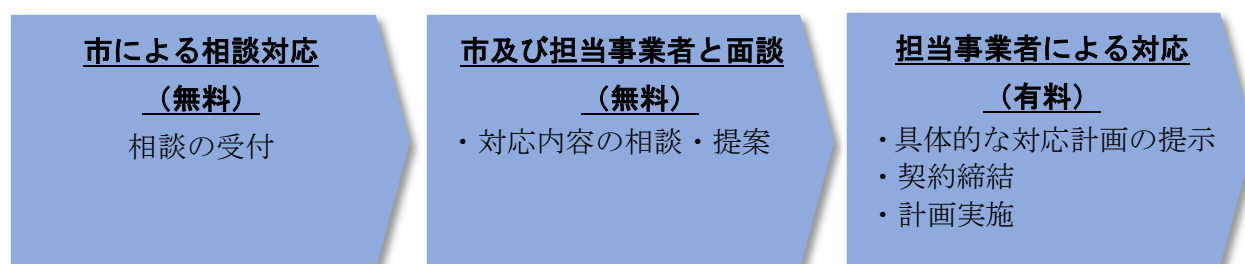 市による相談対応
（無料）
相談の受付
市及び担当事業者と面談
（無料）
・対応内容の相談・提案
担当事業者による対応
（有料）
・具体的な対応計画の提示
・契約締結
・計画実施